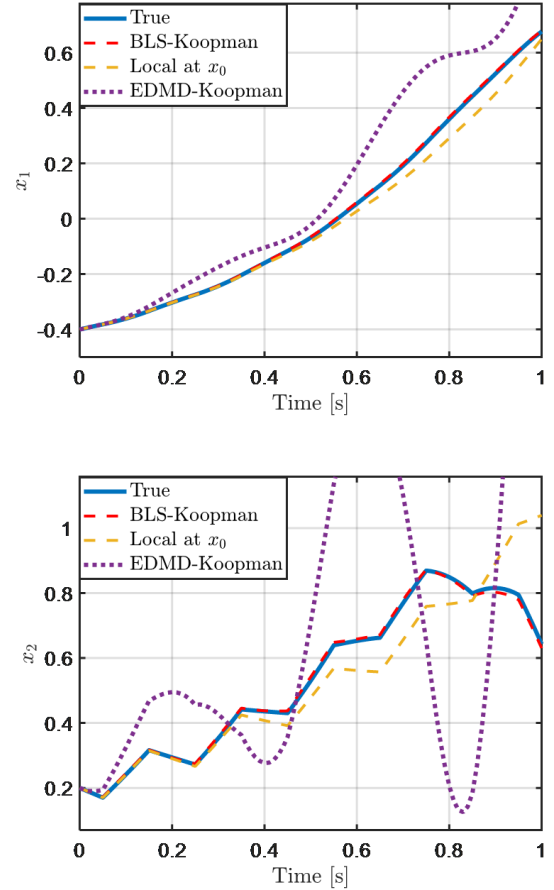 True
BLS-Koopman
Local at x₀
EDMD-Koopman
0.6
0.4
0.2
0
-0.2
-0.4
x₁
0 0.2 0.4 0.6 0.8 1
Time [s]
True
BLS-Koopman
Local at x₀
EDMD-Koopman
1
0.8
0.6
0.4
0.2
x₂
0 0.2 0.4 0.6 0.8 1
Time [s]